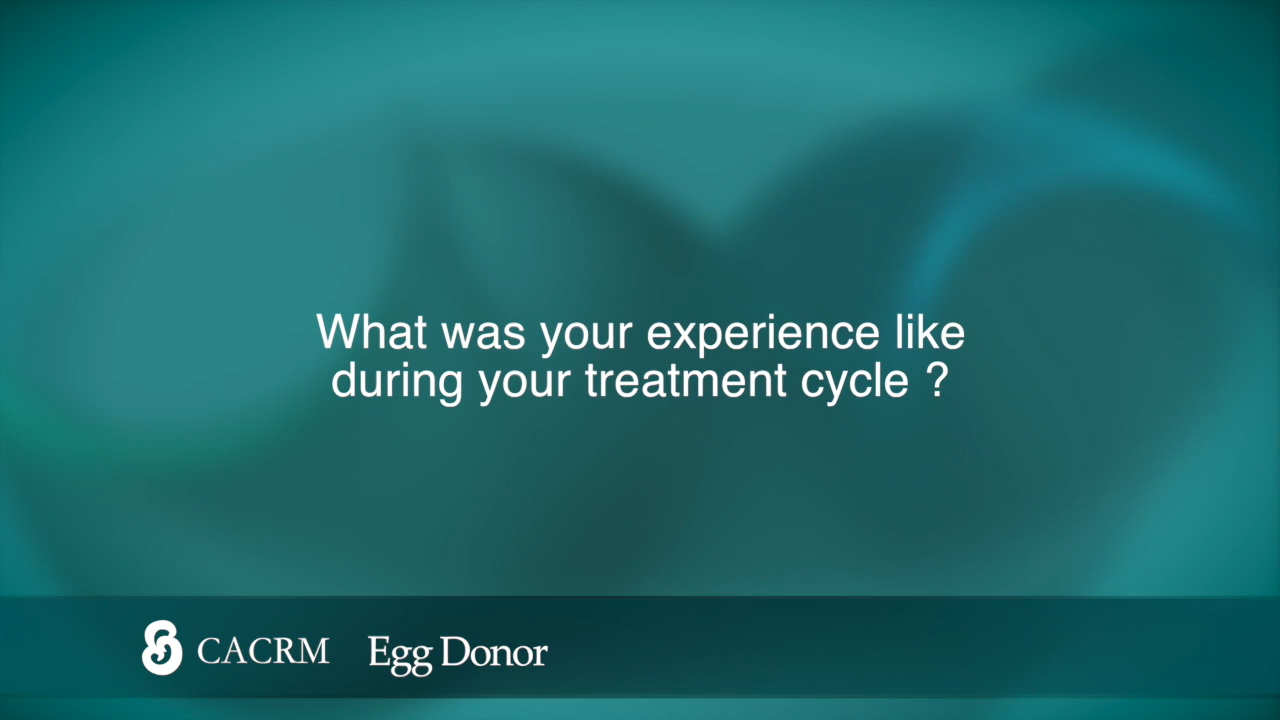 What was your experience like
during your treatment cycle ?
CACRM Egg Donor